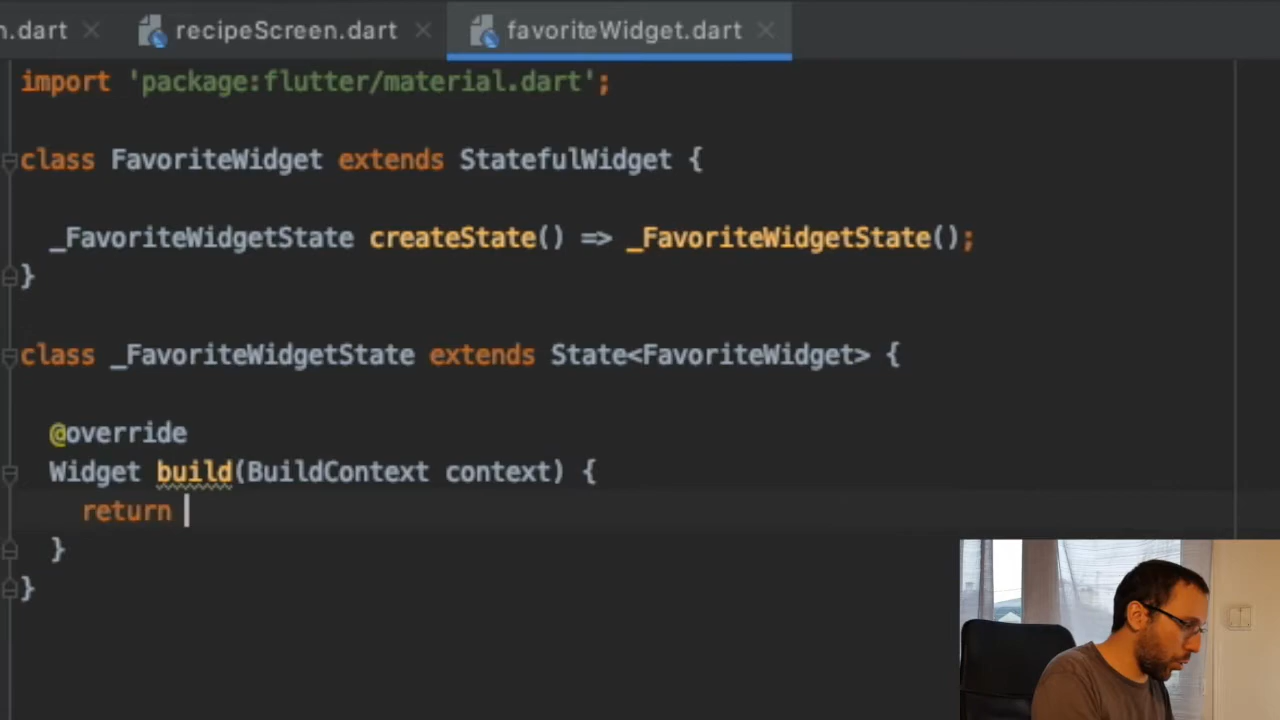 n.dart recipeScreen.dart favoriteWidget.dart
import 'package:flutter/material.dart';
class FavoriteWidget extends StatefulWidget {
_FavoriteWidgetState createState() => _FavoriteWidgetState();
}
class _FavoriteWidgetState extends State<FavoriteWidget> {
@override
Widget build(BuildContext context) {
return
}
}